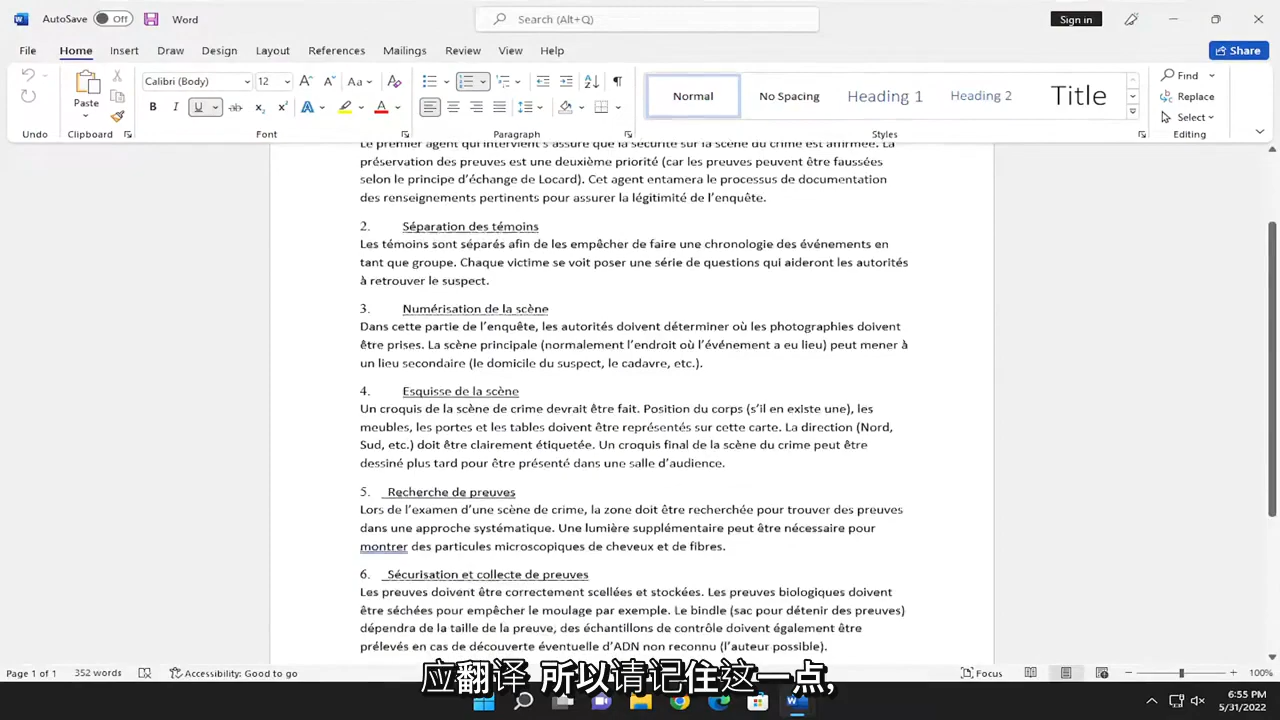 AutoSave Off Word Search (Alt+Q) Sign in
File Home Insert Draw Design Layout References Mailings Review View Help Share
Calibri (Body) 12 Normal No Spacing Heading 1 Heading 2 Title Find
Paste Replace
Select
Undo Clipboard Font Paragraph Styles Editing
Le premier agent qui intervient s'assure que la sécurité sur la scène du crime est affirmée. La
préservation des preuves est une deuxième priorité (car les preuves peuvent être faussées
selon le principe d'échange de Locard). Cet agent entamera le processus de documentation
des renseignements pertinents pour assurer la légitimité de l'enquête.
2. Séparation des témoins
Les témoins sont séparés afin de les empêcher de faire une chronologie des événements en
tant que groupe. Chaque victime se voit poser une série de questions qui aideront les autorités
à retrouver le suspect.
3. Numérisation de la scène
Dans cette partie de l'enquête, les autorités doivent déterminer où les photographies doivent
être prises. La scène principale (normalement l'endroit où l'événement a eu lieu) peut mener à
un lieu secondaire (le domicile du suspect, le cadavre, etc.).
4. Esquisse de la scène
Un croquis de la scène de crime devrait être fait. Position du corps (s'il en existe une), les
meubles, les portes et les tables doivent être représentés sur cette carte. La direction (Nord,
Sud, etc.) doit être clairement étiquetée. Un croquis final de la scène du crime peut être
dessiné plus tard pour être présenté dans une salle d'audience.
5. Recherche de preuves
Lors de l'examen d'une scène de crime, la zone doit être recherchée pour trouver des preuves
dans une approche systématique. Une lumière supplémentaire peut être nécessaire pour
montrer des particules microscopiques de cheveux et de fibres.
6. Sécurisation et collecte de preuves
Les preuves doivent être correctement scellées et stockées. Les preuves biologiques doivent
être séchées pour empêcher le moulage par exemple. Le bindle (sac pour détenir des preuves)
dépendra de la taille de la preuve, des échantillons de contrôle doivent également être
prélevés en cas de découverte éventuelle d'ADN non reconnu (l'auteur possible).
Page 1 of 1 352 words Accessibility: Good to go Focus 100%
应翻译 所以请记住这一点,
6:55 PM
5/31/2022